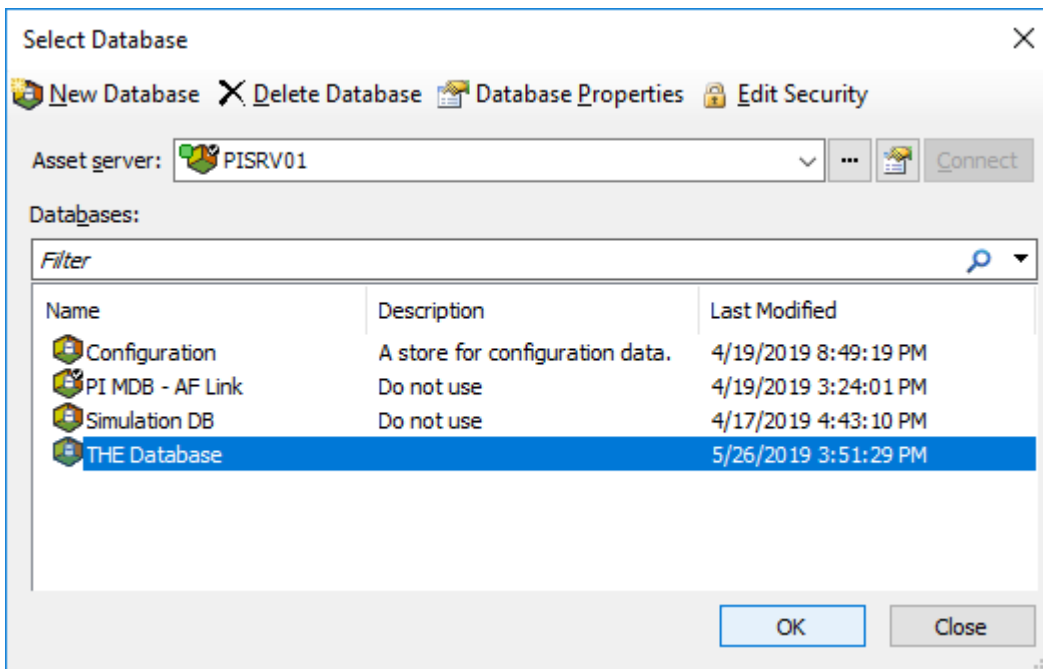 Select Database
New Database Delete Database Database Properties Edit Security
Asset server: PISRV01 ... Connect
Databases:
Filter
Name Description Last Modified
Configuration A store for configuration data. 4/19/2019 8:49:19 PM
PI MDB - AF Link Do not use 4/19/2019 3:24:01 PM
Simulation DB Do not use 4/17/2019 4:43:10 PM
THE Database 5/26/2019 3:51:29 PM
OK Close